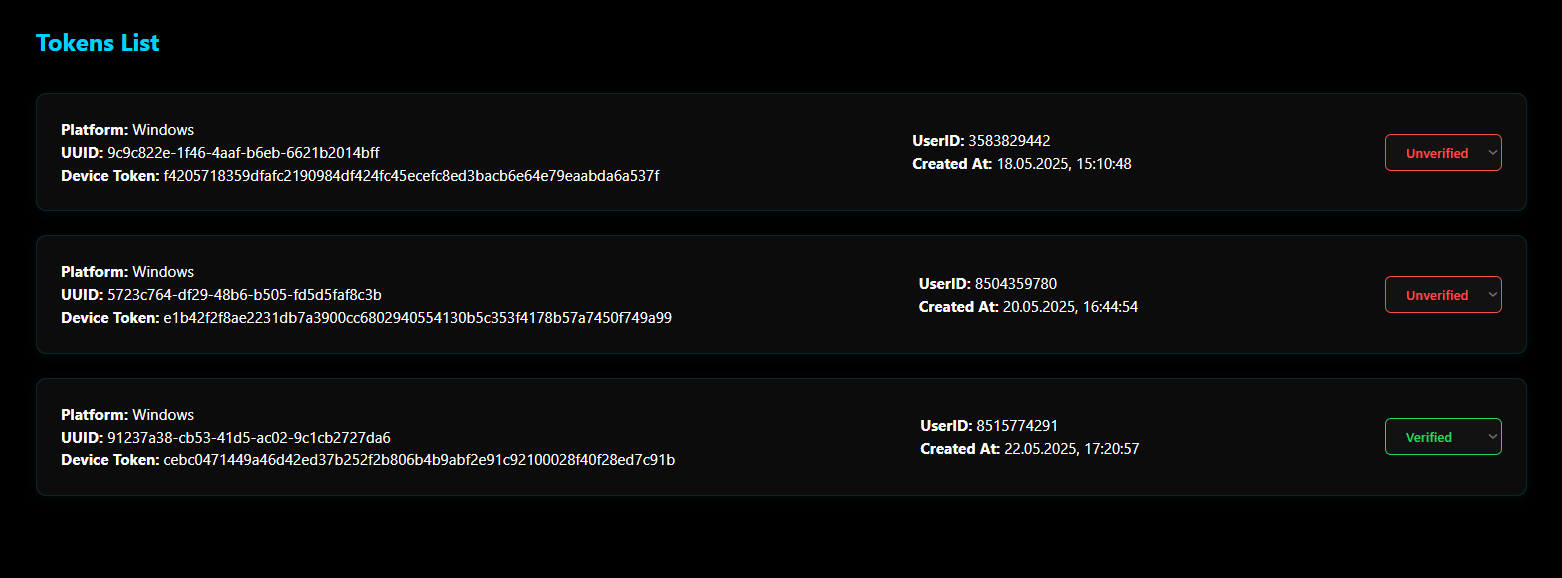 Tokens List
Platform: Windows
UUID: 9c9c822e-1f46-4aaf-b6eb-6621b2014bff
Device Token: f4205718359dfafc2190984df424fc45ecefc8ed3bacb6e64e79eaabda6a537f
UserID: 3583829442
Created At: 18.05.2025, 15:10:48
Unverified
Platform: Windows
UUID: 5723c764-df29-48b6-b505-fd5d5faf8c3b
Device Token: e1b42f2f8ae2231db7a3900cc6802940554130b5c353f4178b57a7450f749a99
UserID: 8504359780
Created At: 20.05.2025, 16:44:54
Unverified
Platform: Windows
UUID: 91237a38-cb53-41d5-ac02-9c1cb2727da6
Device Token: cebc0471449a46d42ed37b252f2b806b4b9abf2e91c92100028f40f28ed7c91b
UserID: 8515774291
Created At: 22.05.2025, 17:20:57
Verified